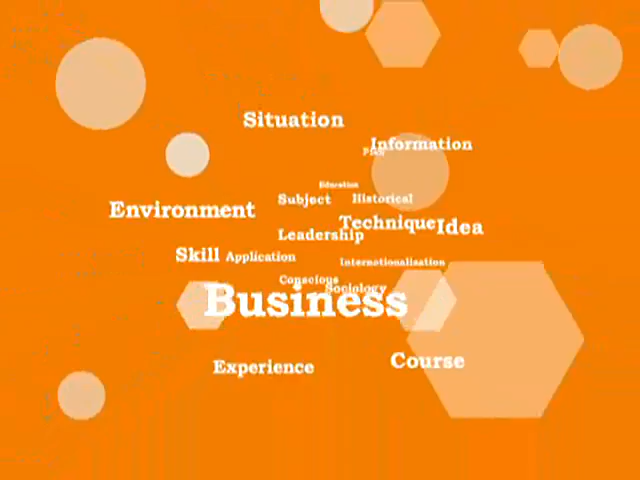 Situation
Information
Education
Subject
Historical
Environment
Technique
Idea
Leadership
Skill
Application
Internationalisation
Conscious
Sociology
Business
Course
Experience